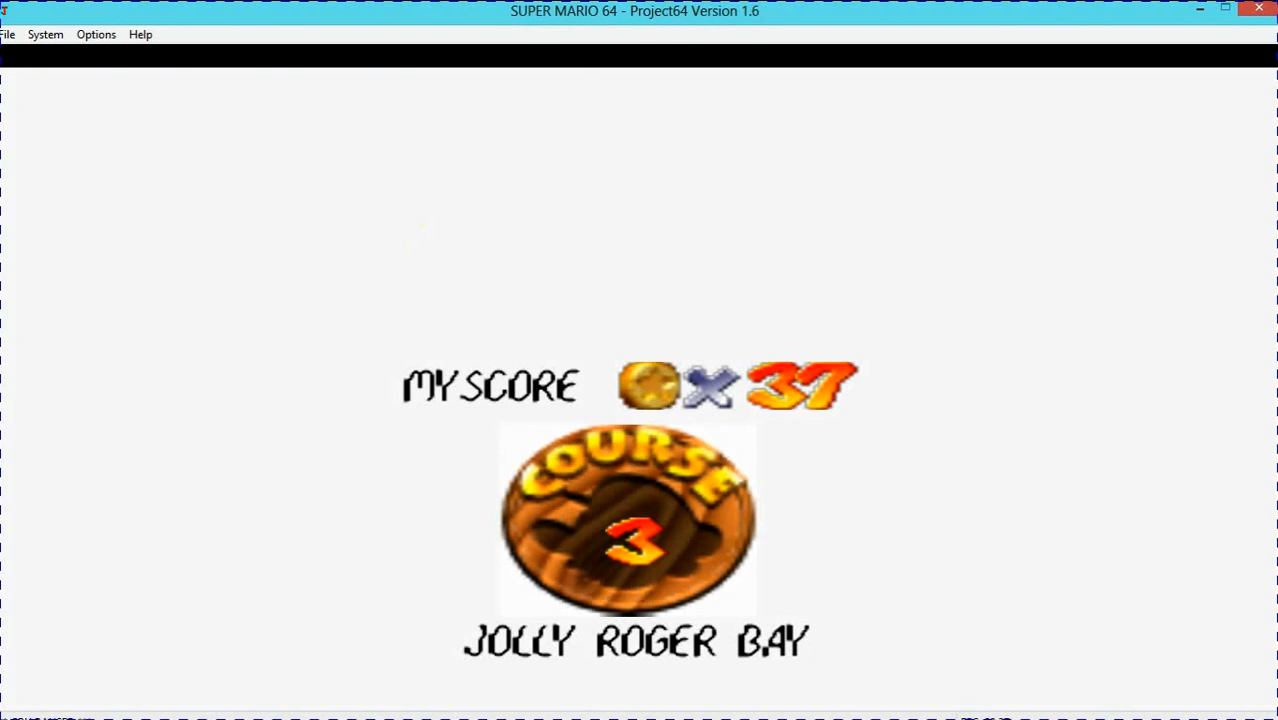 SUPER MARIO 64 - Project64 Version 1.6
File System Options Help
MY SCORE × 37
COURSE
3
JOLLY ROGER BAY